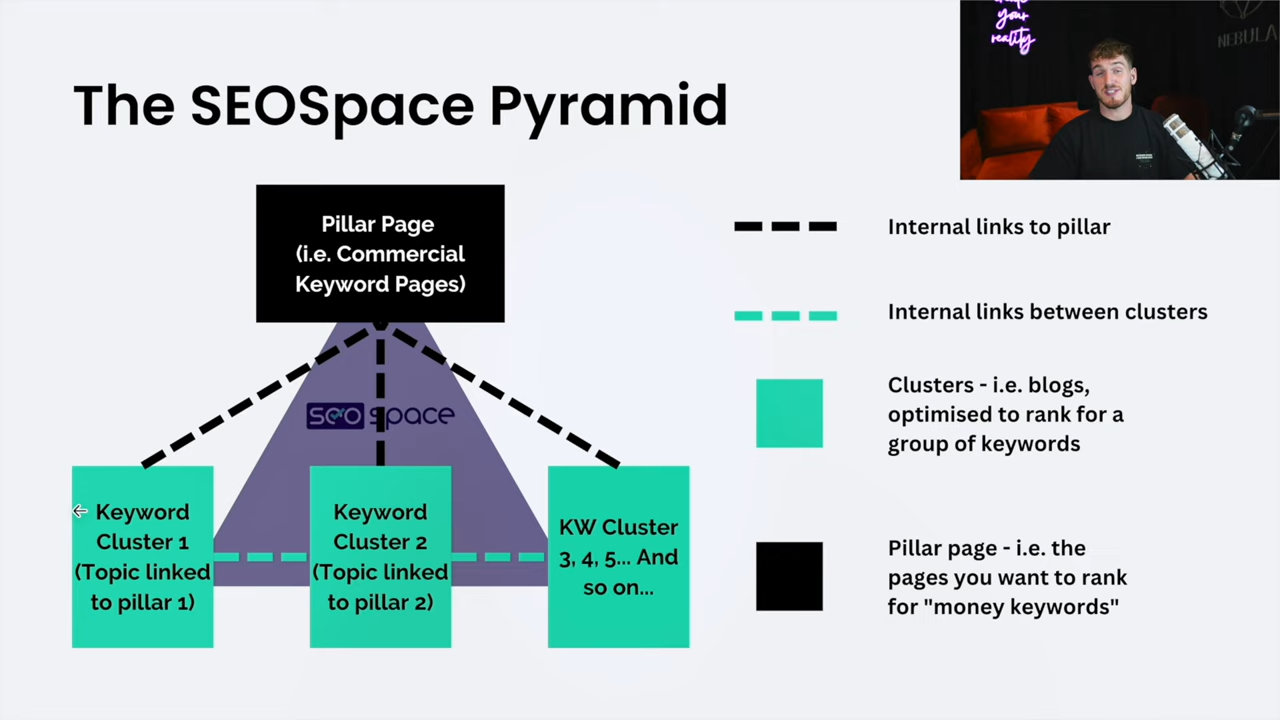 The SEOSpace Pyramid
your
reality
NEBULA
Pillar Page
(i.e. Commercial
Keyword Pages)
seo space
Keyword
Cluster 1
(Topic linked
to pillar 1)
Keyword
Cluster 2
(Topic linked
to pillar 2)
KW Cluster
3, 4, 5... And
so on...
Internal links to pillar
Internal links between clusters
Clusters - i.e. blogs,
optimised to rank for a
group of keywords
Pillar page - i.e. the
pages you want to rank
for "money keywords"